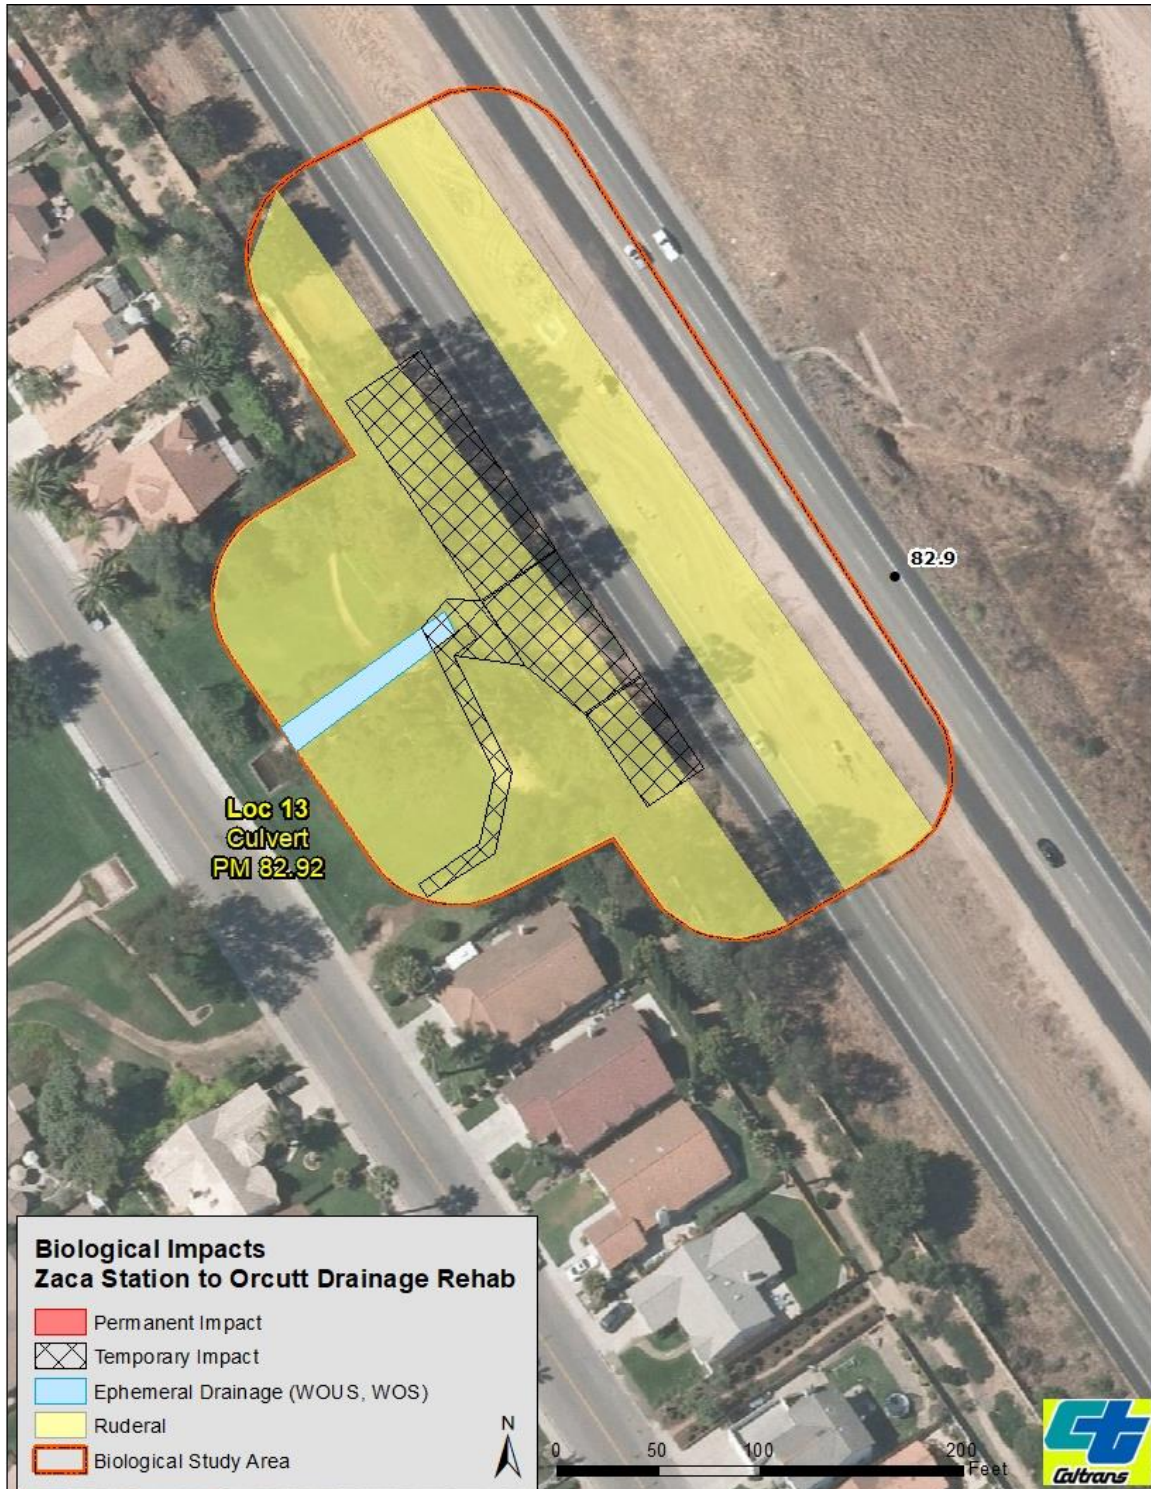 82.9
Loc 13
Culvert
PM 82.92
Biological Impacts
Zaca Station to Orcutt Drainage Rehab
Permanent Impact
Temporary Impact
Ephemeral Drainage (WOUS, WOS)
Ruderal
Biological Study Area
N
0 50 100 200
Feet
Ct
Caltrans